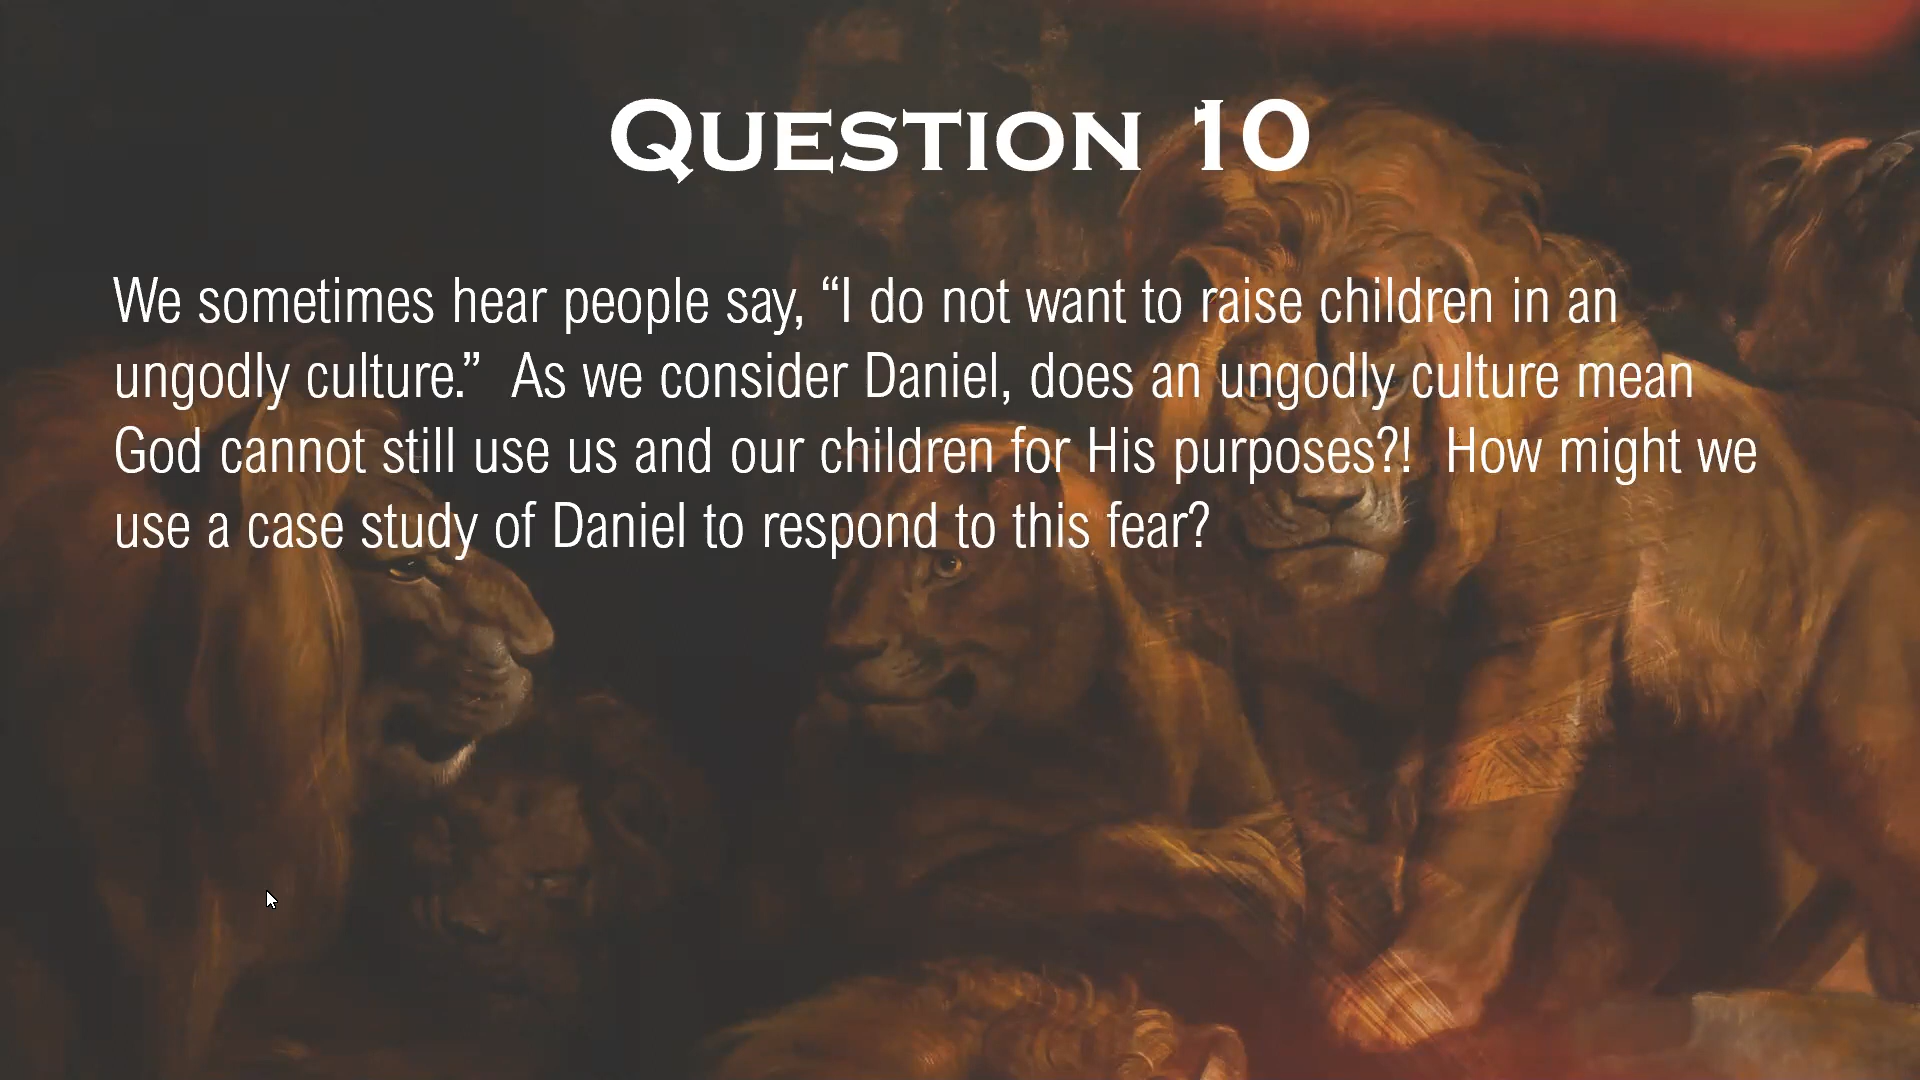 Question 10
We sometimes hear people say, “I do not want to raise children in an
ungodly culture.”  As we consider Daniel, does an ungodly culture mean
God cannot still use us and our children for His purposes?!  How might we
use a case study of Daniel to respond to this fear?